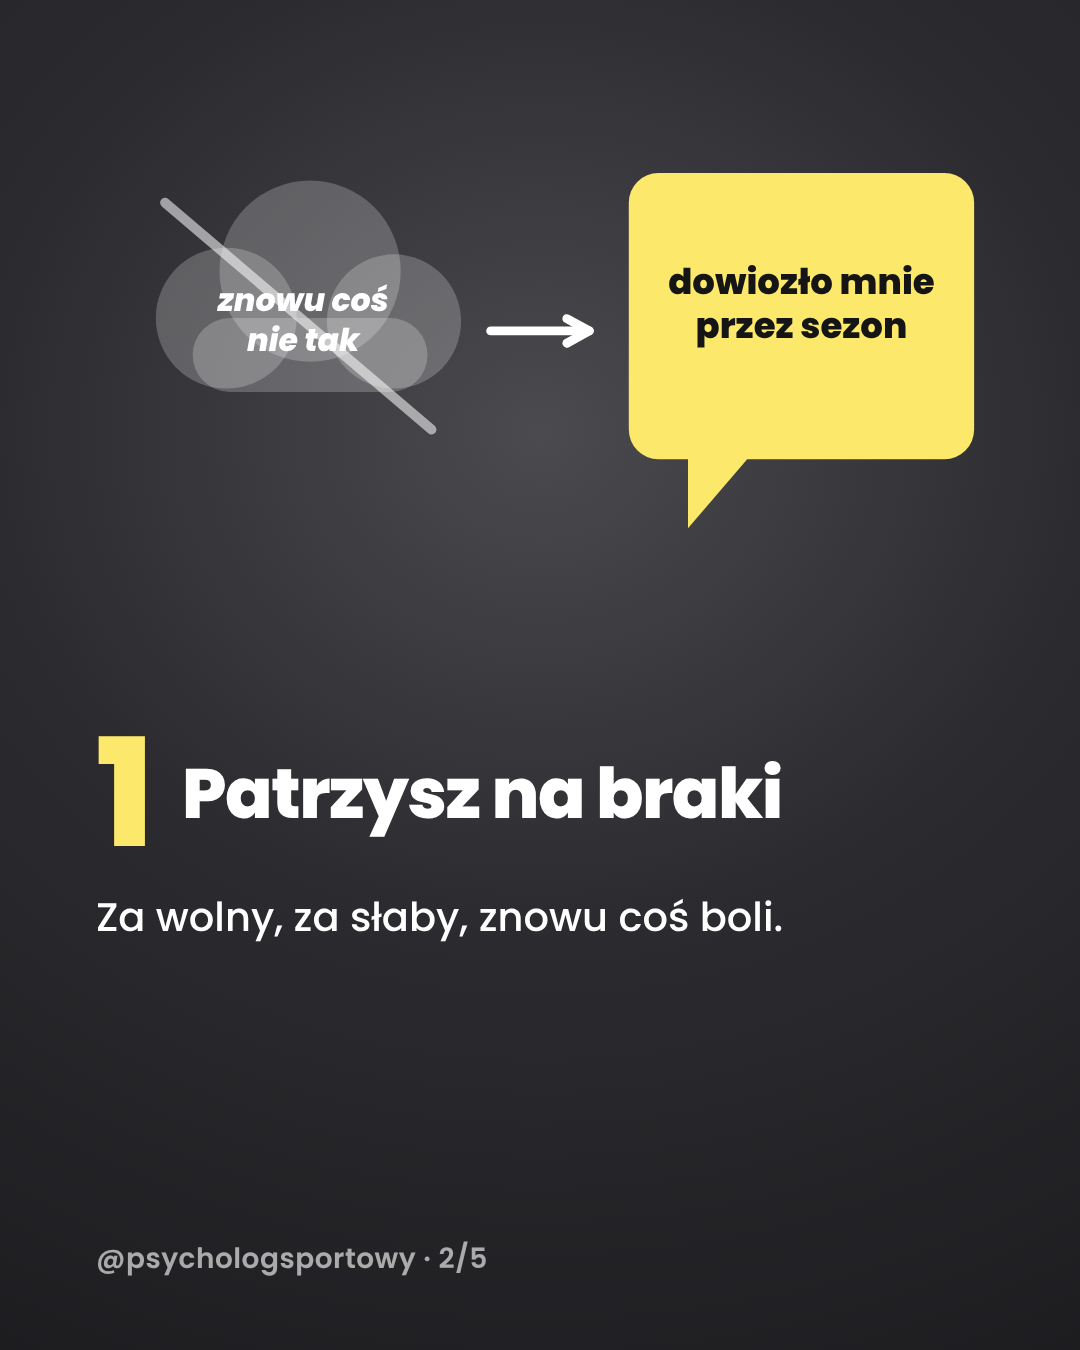 znowu coś
nie tak
dowiozło mnie
przez sezon
1 Patrzysz na braki
Za wolny, za słaby, znowu coś boli.
@psychologsportowy · 2/5